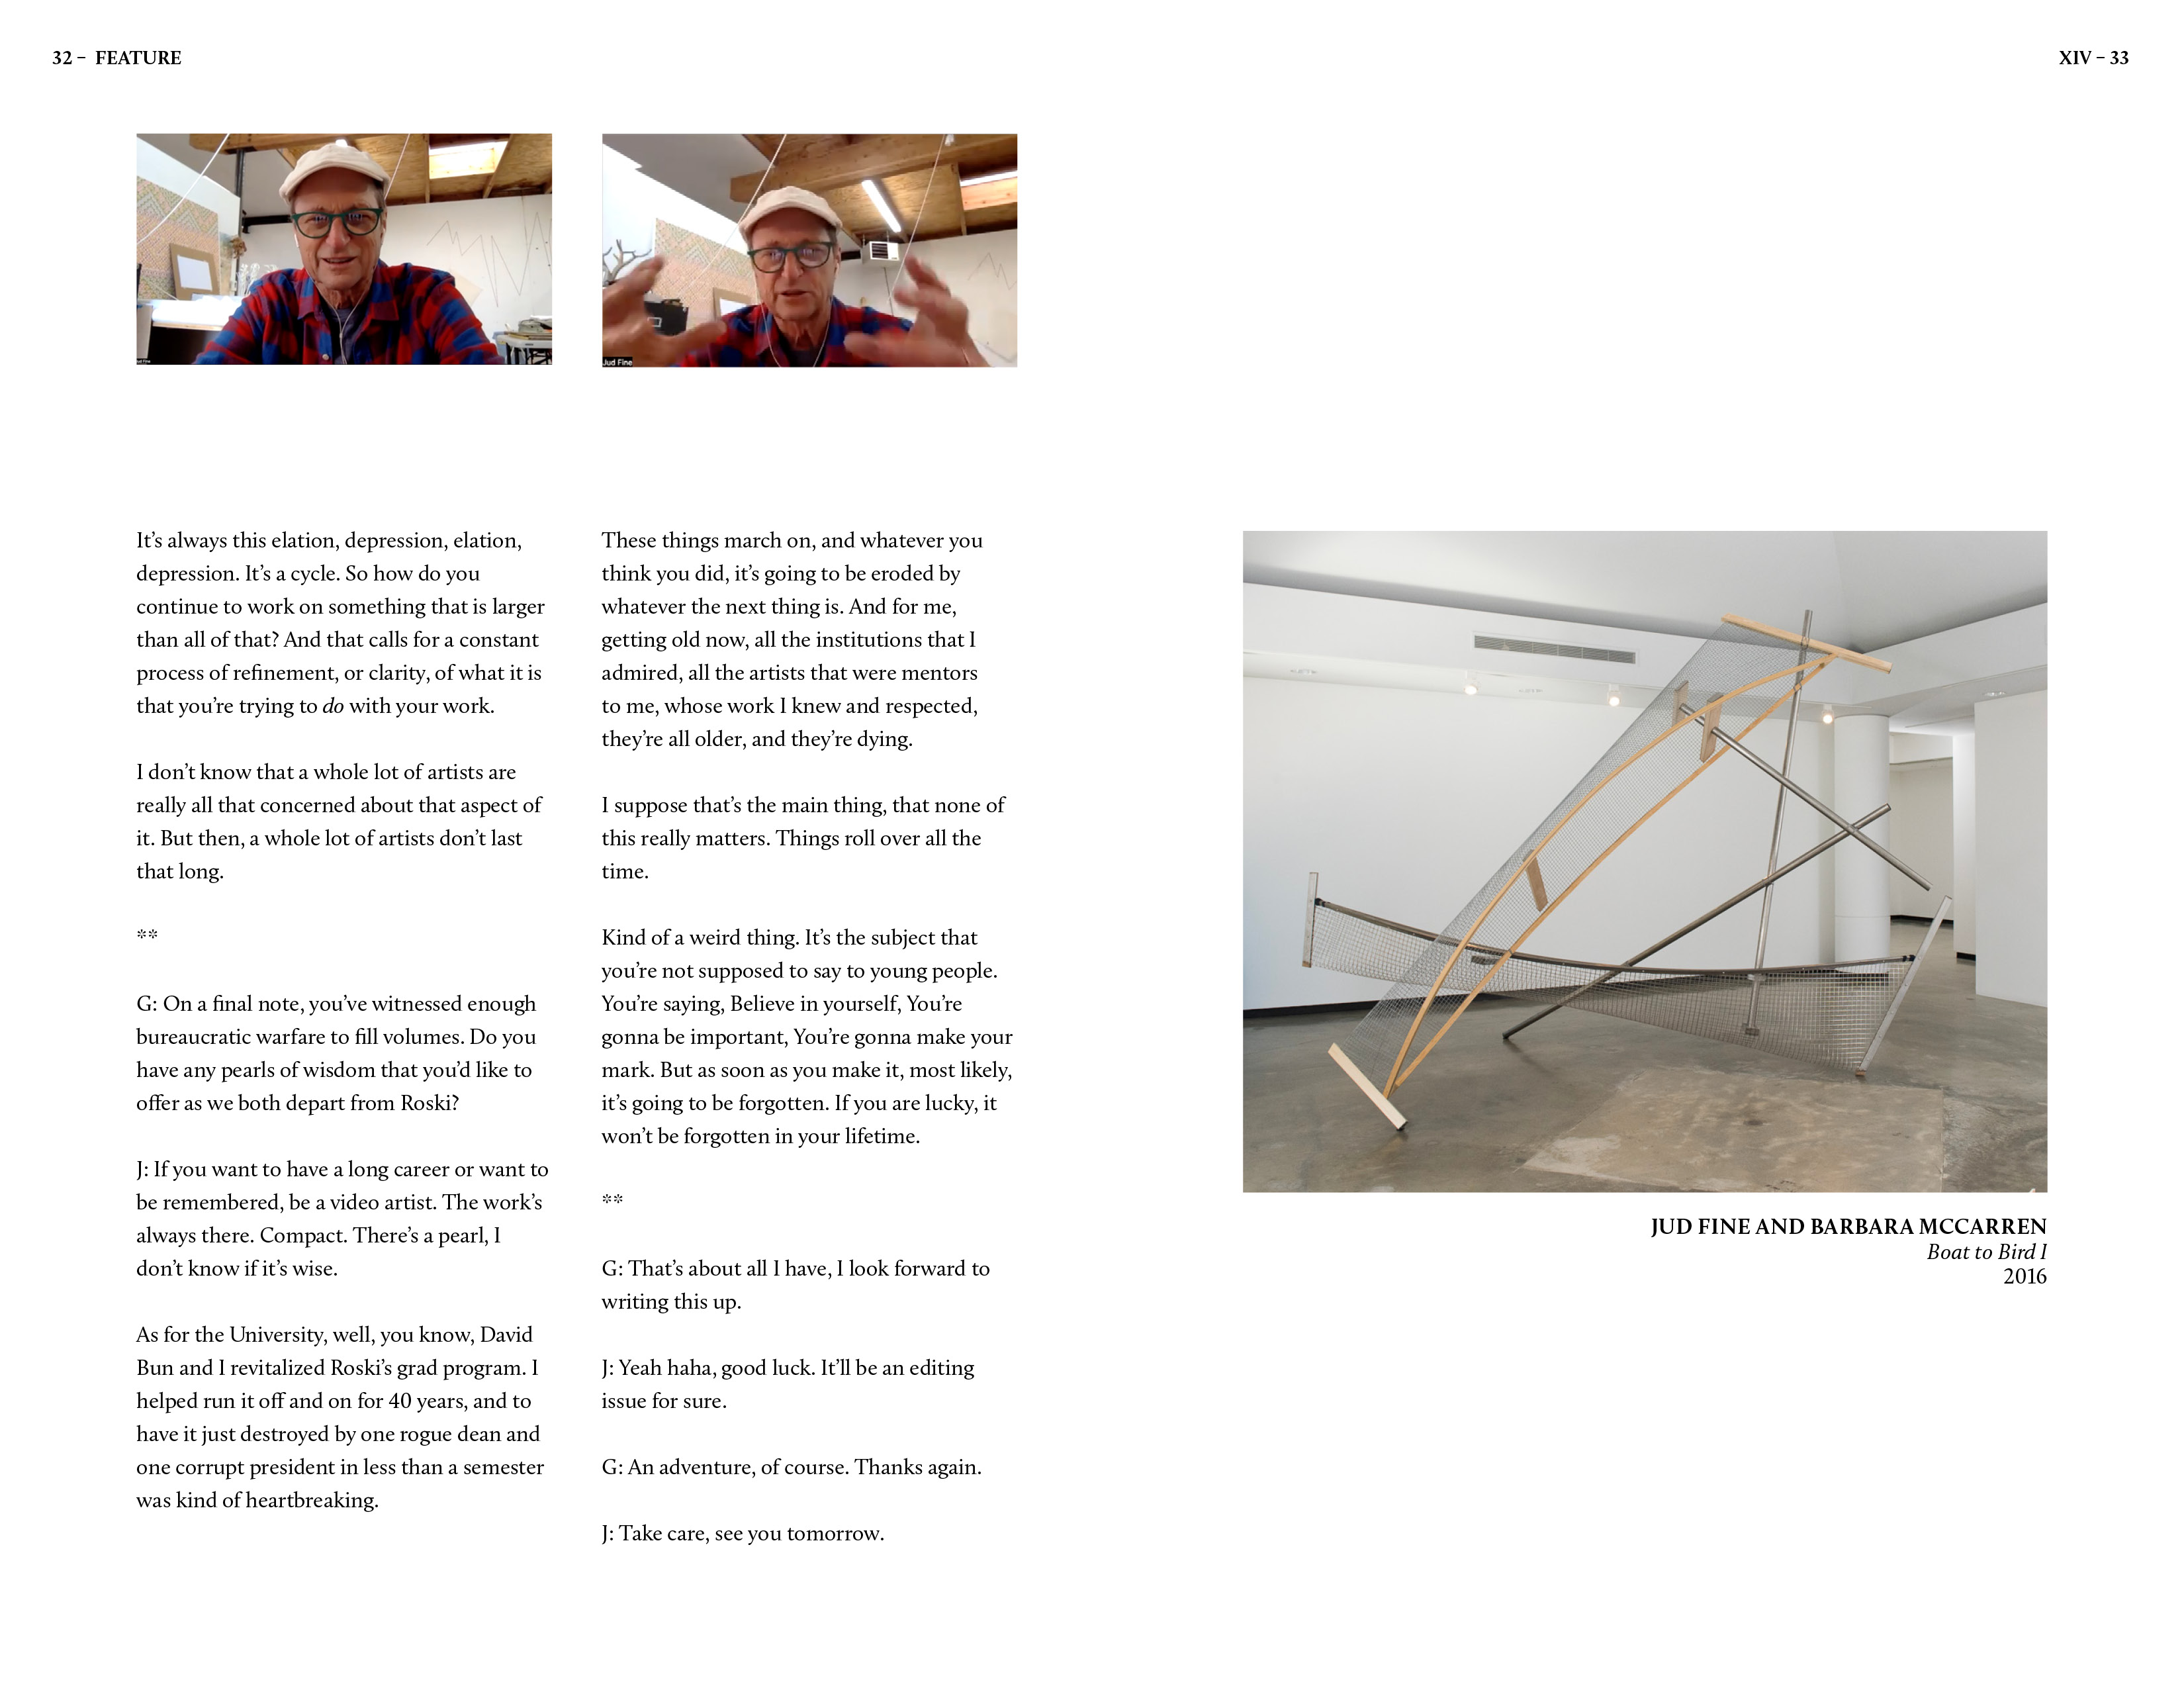 32 – FEATURE
XIV – 33
Jud Fine
It's always this elation, depression, elation,
depression. It's a cycle. So how do you
continue to work on something that is larger
than all of that? And that calls for a constant
process of refinement, or clarity, of what it is
that you're trying to do with your work.
I don't know that a whole lot of artists are
really all that concerned about that aspect of
it. But then, a whole lot of artists don't last
that long.
**
G: On a final note, you've witnessed enough
bureaucratic warfare to fill volumes. Do you
have any pearls of wisdom that you'd like to
offer as we both depart from Roski?
J: If you want to have a long career or want to
be remembered, be a video artist. The work's
always there. Compact. There's a pearl, I
don't know if it's wise.
As for the University, well, you know, David
Bun and I revitalized Roski's grad program. I
helped run it off and on for 40 years, and to
have it just destroyed by one rogue dean and
one corrupt president in less than a semester
was kind of heartbreaking.
These things march on, and whatever you
think you did, it's going to be eroded by
whatever the next thing is. And for me,
getting old now, all the institutions that I
admired, all the artists that were mentors
to me, whose work I knew and respected,
they're all older, and they're dying.
I suppose that's the main thing, that none of
this really matters. Things roll over all the
time.
Kind of a weird thing. It's the subject that
you're not supposed to say to young people.
You're saying, Believe in yourself, You're
gonna be important, You're gonna make your
mark. But as soon as you make it, most likely,
it's going to be forgotten. If you are lucky, it
won't be forgotten in your lifetime.
**
G: That's about all I have, I look forward to
writing this up.
J: Yeah haha, good luck. It'll be an editing
issue for sure.
G: An adventure, of course. Thanks again.
J: Take care, see you tomorrow.
JUD FINE AND BARBARA MCCARREN
Boat to Bird I
2016